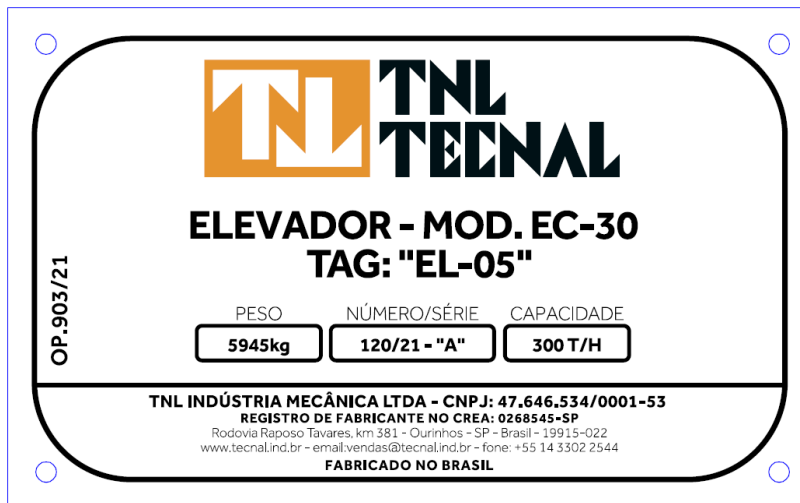 TNL
TNL
TECNAL
ELEVADOR - MOD. EC-30
TAG: "EL-05"
OP.903/21
PESO NÚMERO/SÉRIE CAPACIDADE
5945kg 120/21 - "A" 300 T/H
TNL INDÚSTRIA MECÂNICA LTDA - CNPJ: 47.646.534/0001-53
REGISTRO DE FABRICANTE NO CREA: 0268545-SP
Rodovia Raposo Tavares, km 381 - Ourinhos - SP - Brasil - 19915-022
www.tecnal.ind.br - email:vendas@tecnal.ind.br - fone: +55 14 3302 2544
FABRICADO NO BRASIL